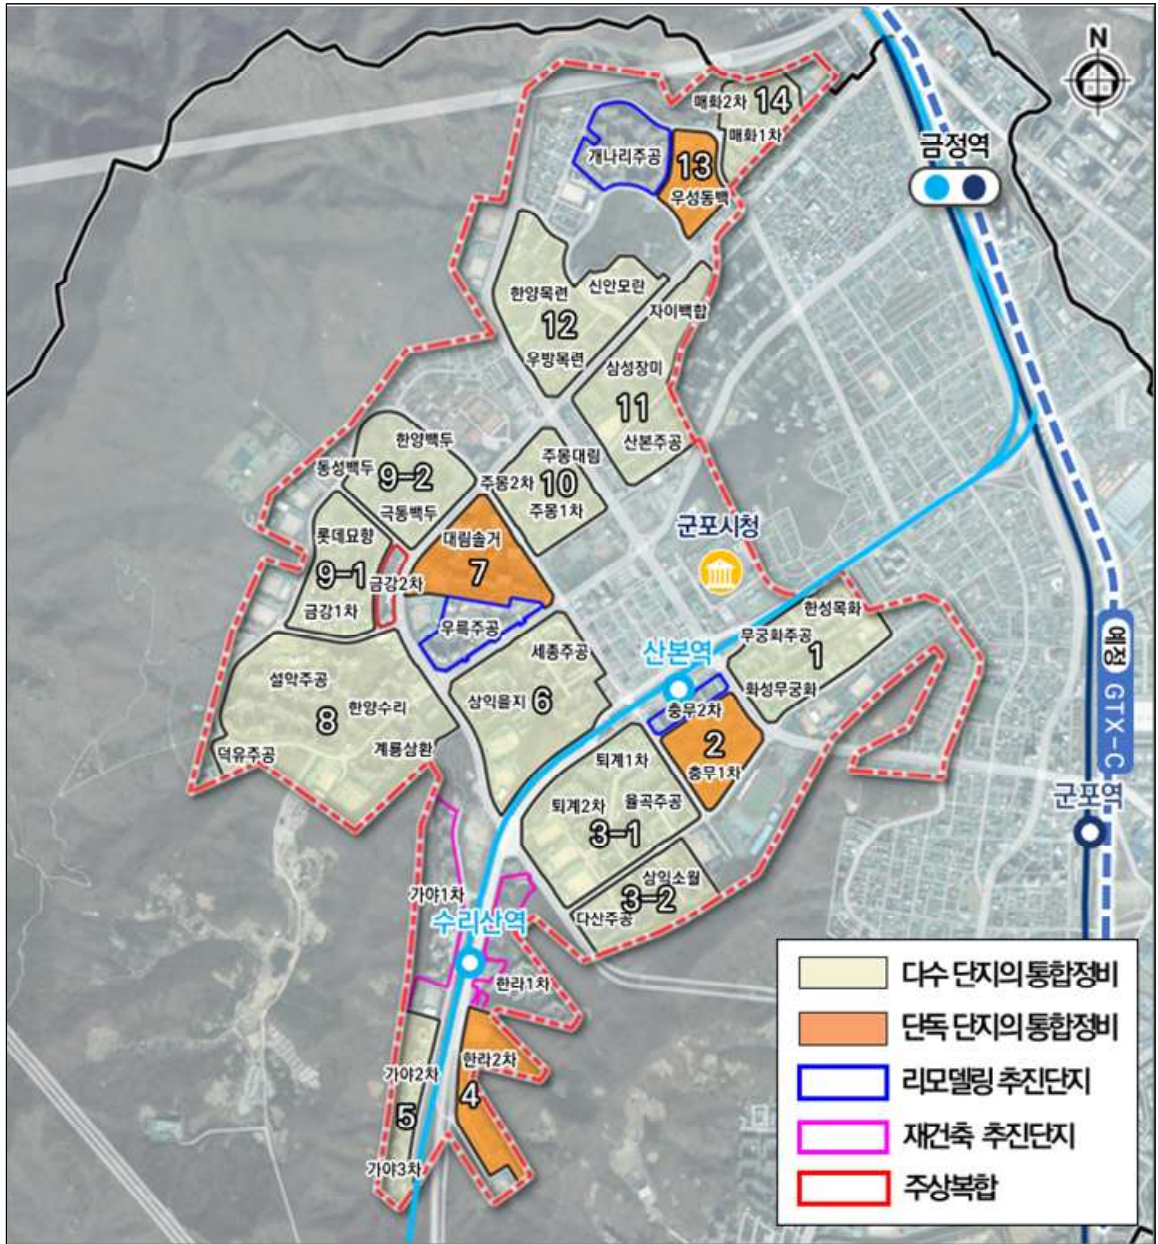 N
매화2차
14
매화1차
금정역
개나리주공
13
우성동백
한양목련
신안모란
12
우방목련
자이백합
삼성장미
11
산본주공
한양백두
동성백두
9-2
극동백두
주몽대림
주몽2차
10
주몽1차
군포시청
롯데묘향
9-1
금강1차
금강2차
대림솔거
7
우륵주공
한성목화
무궁화주공
1
화성무궁화
산본역
충무2차
2
충무1차
세종주공
삼익을지
6
설악주공
한양수리
8
덕유주공
계룡삼환
퇴계1차
퇴계2차
율곡주공
3-1
삼익소월
3-2
다산주공
예정
GTX-C
군포역
가야1차
수리산역
한라1차
한라2차
4
가야2차
5
가야3차
다수 단지의 통합정비
단독 단지의 통합정비
리모델링 추진단지
재건축 추진단지
주상복합